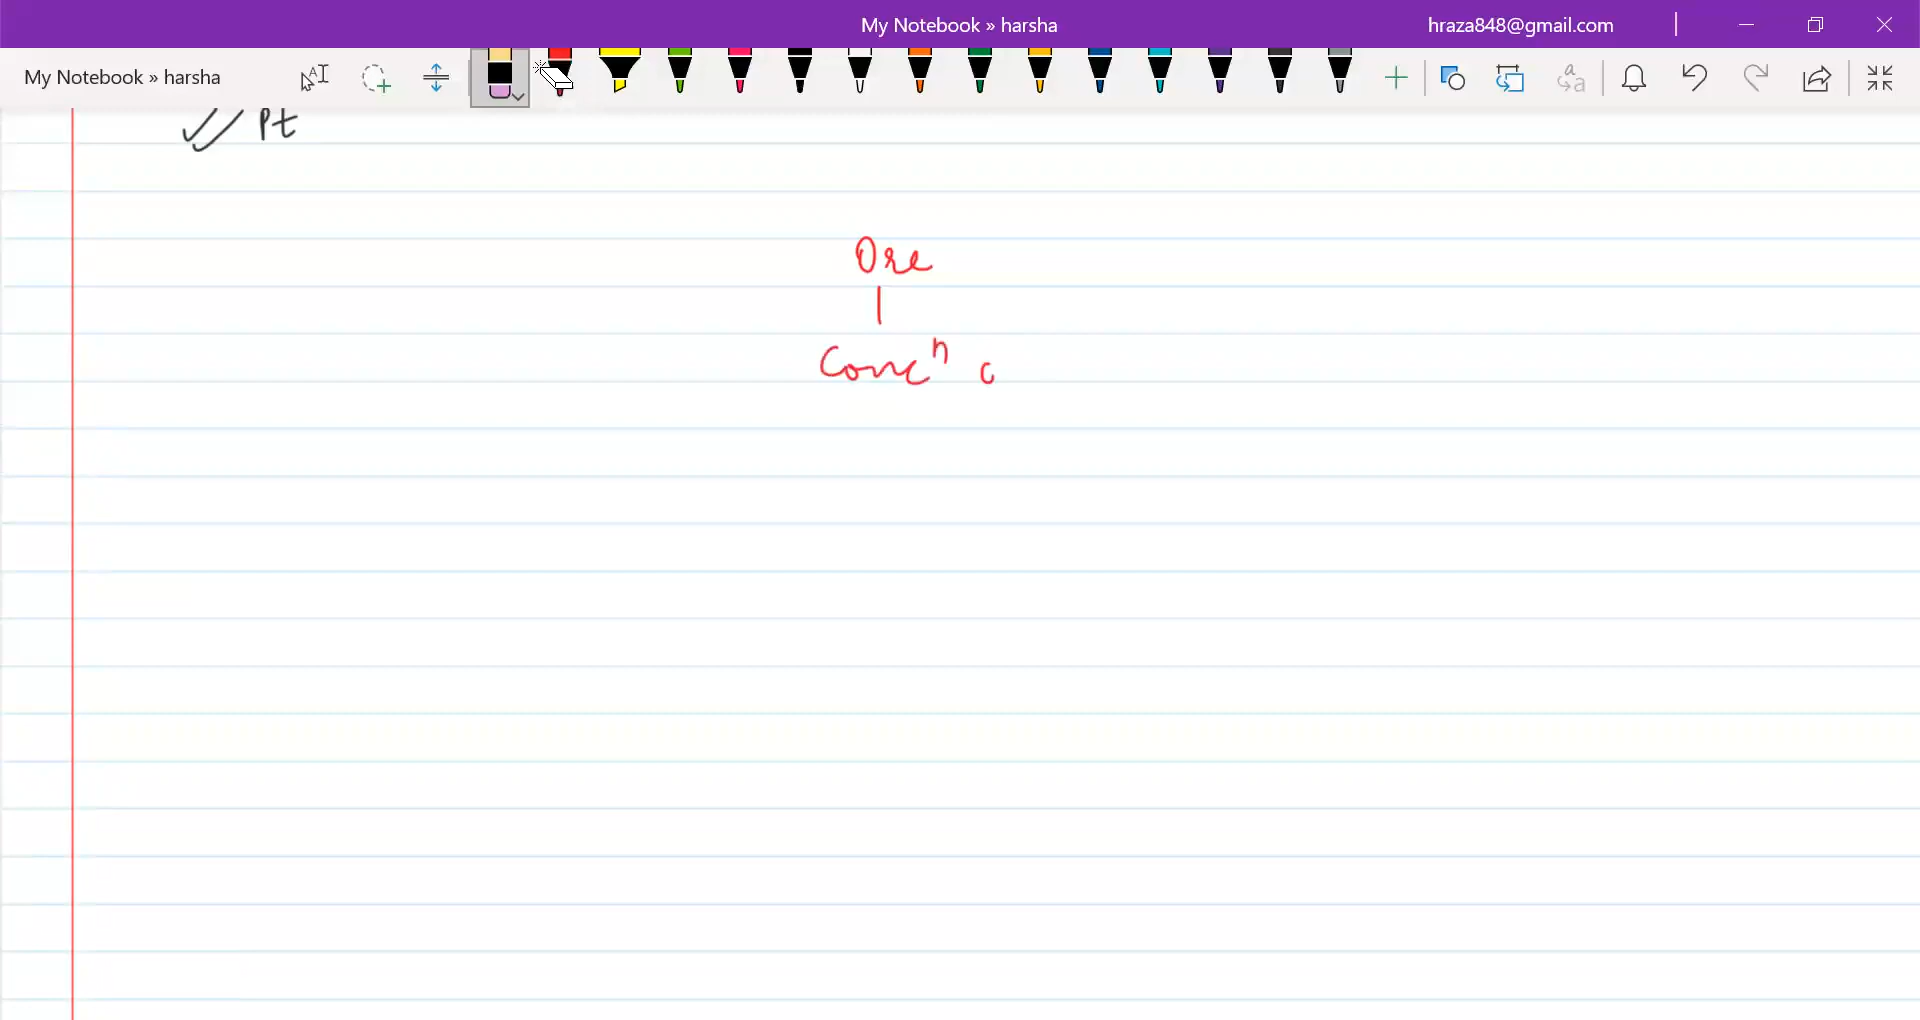 My Notebook » harsha
hraza848@gmail.com
My Notebook » harsha
Pt
Ore
Concⁿ o